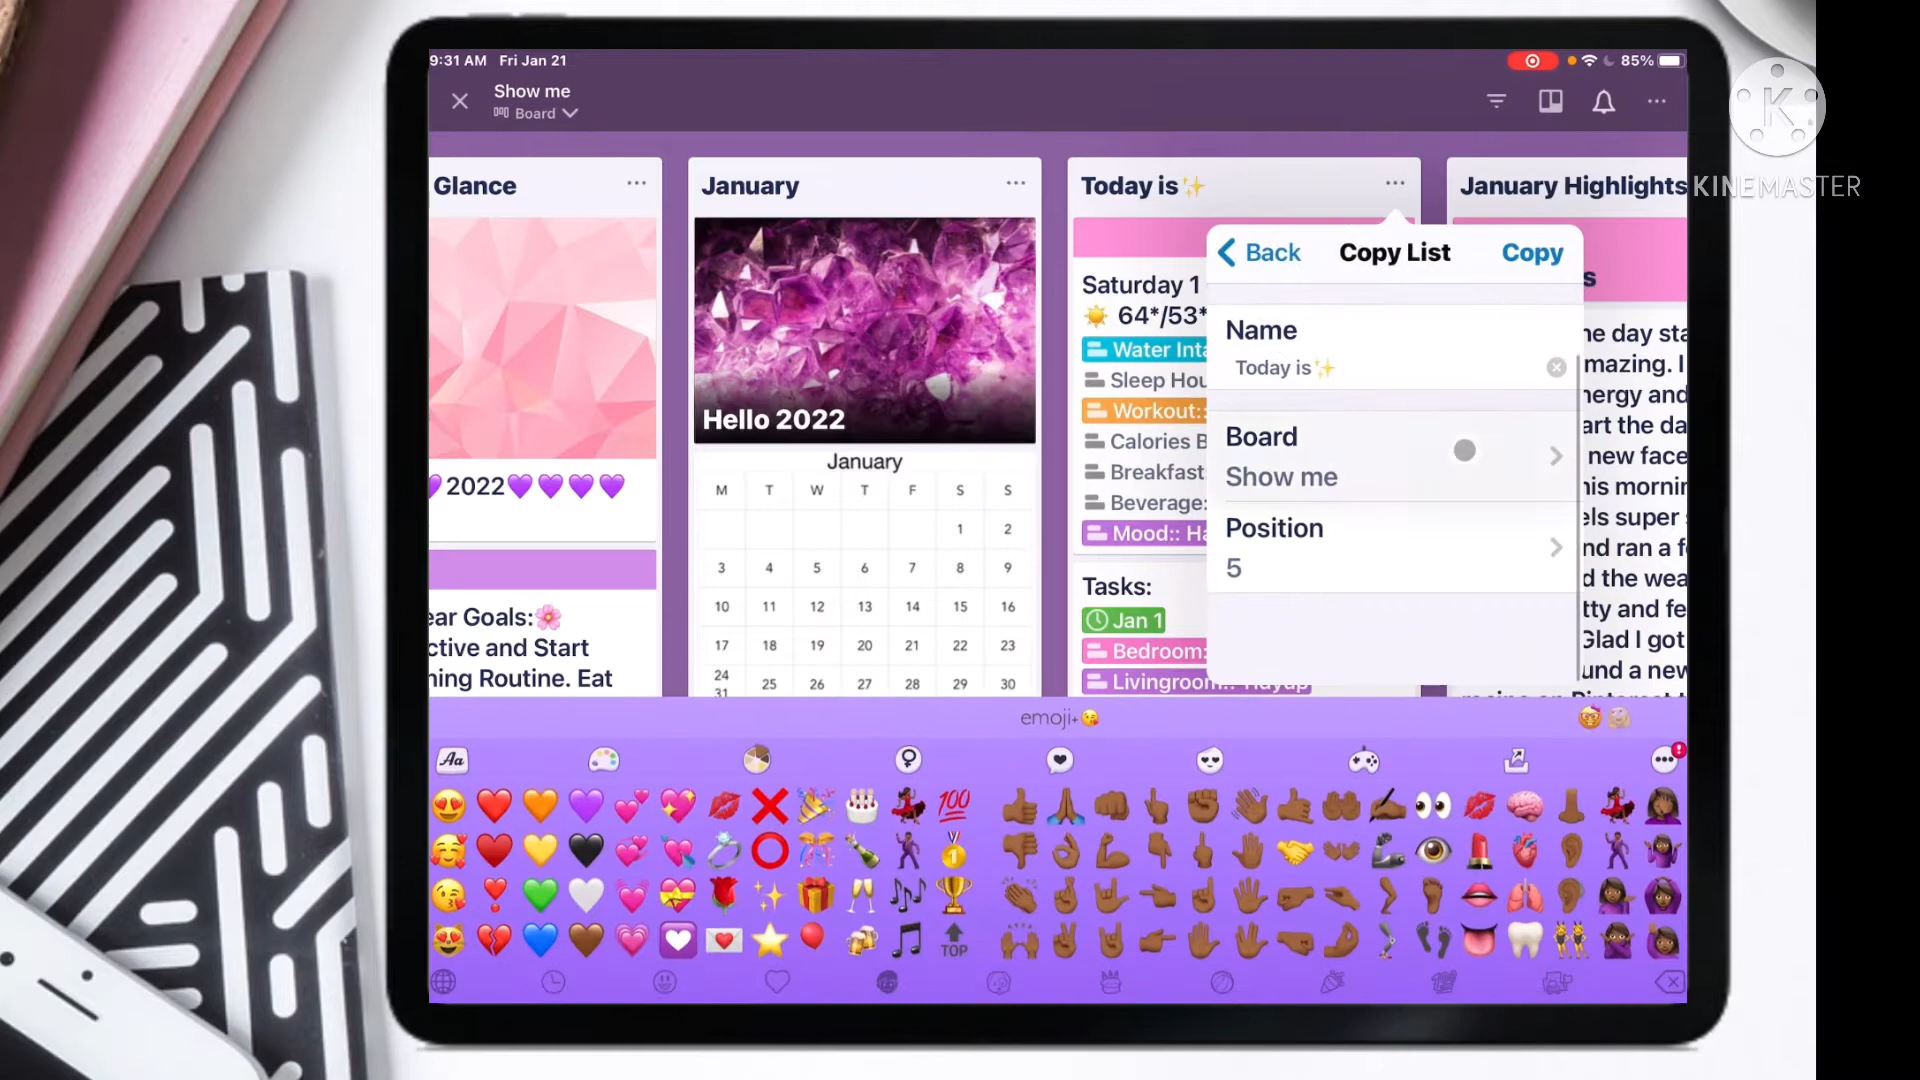 9:31 AM Fri Jan 21
85%
Show me
Board
Glance
2022
ear Goals:
ctive and Start
ning Routine. Eat
January
Hello 2022
January
M T W T F S S
1 2
3 4 5 6 7 8 9
10 11 12 13 14 15 16
17 18 19 20 21 22 23
24 25 26 27 28 29 30
31
Today is✨
Saturday 1
64*/53*
Water Inta
Sleep Hou
Workout::
Calories B
Breakfast:
Beverage:
Mood:: Ha
Tasks:
Jan 1
Bedroom:
Livingroom:: Tidyup
Back
Copy List
Copy
Name
Today is✨
Board
Show me
Position
5
January Highlights
s
he day sta
mazing. I
nergy and
art the da
new face
his mornin
els super
nd ran a f
d the wea
tty and fe
Glad I got
und a new
emoji+
Aa
100
TOP
K
KINEMASTER